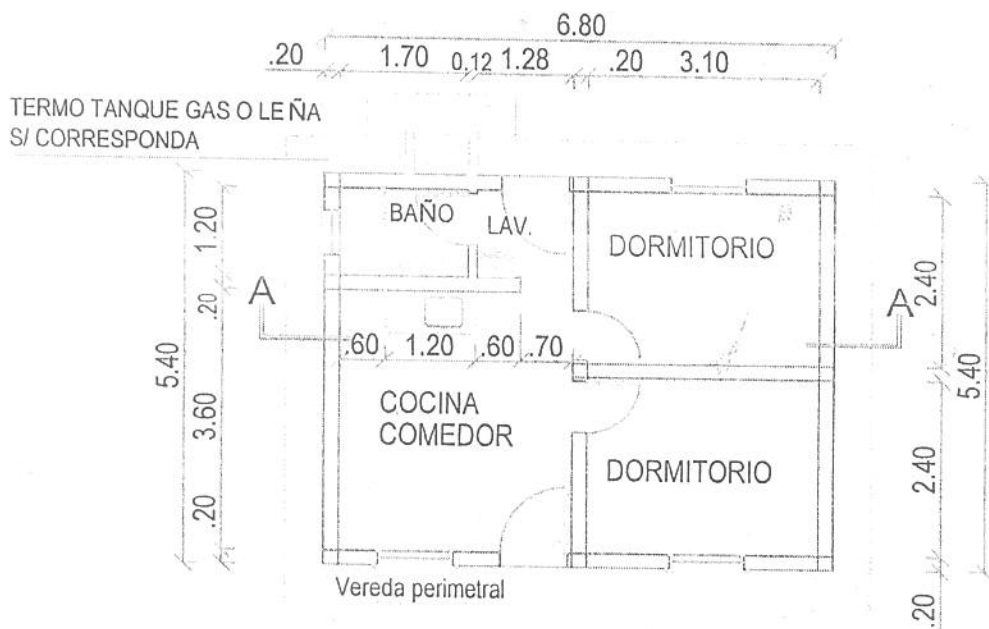 6.80
.20 1.70 0.12 1.28 .20 3.10
TERMO TANQUE GAS O LEÑA
S/ CORRESPONDA
BAÑO
LAV.
DORMITORIO
1.20
2.40
A
A
.20
5.40
5.40
.60 1.20 .60 .70
COCINA
COMEDOR
3.60
DORMITORIO
2.40
.20
Vereda perimetral
.20